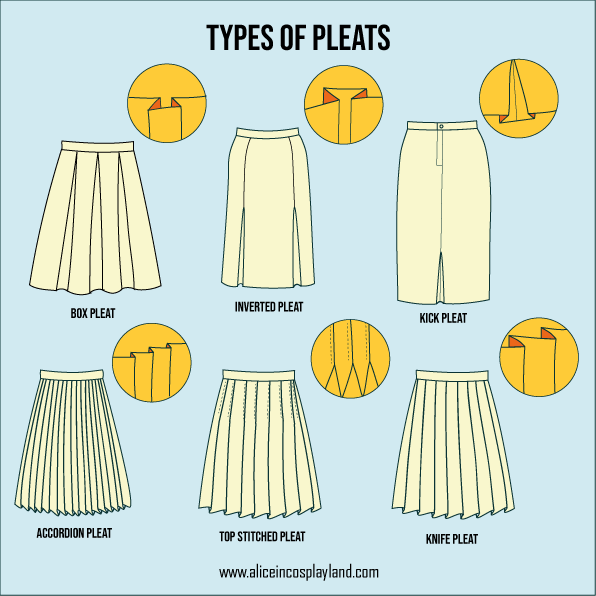 TYPES OF PLEATS
BOX PLEAT
INVERTED PLEAT
KICK PLEAT
ACCORDION PLEAT
TOP STITCHED PLEAT
KNIFE PLEAT
www.aliceincosplayland.com